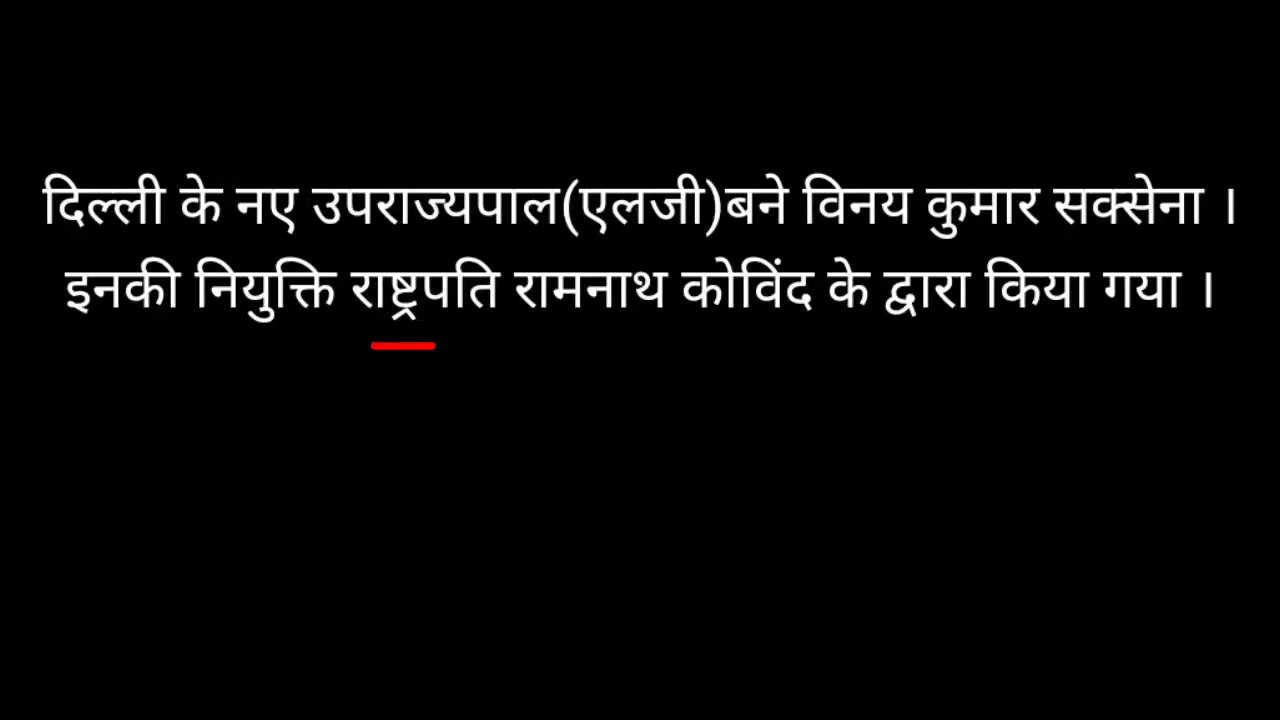 दिल्ली के नए उपराज्यपाल(एलजी)बने विनय कुमार सक्सेना ।
इनकी नियुक्ति राष्ट्रपति रामनाथ कोविंद के द्वारा किया गया ।